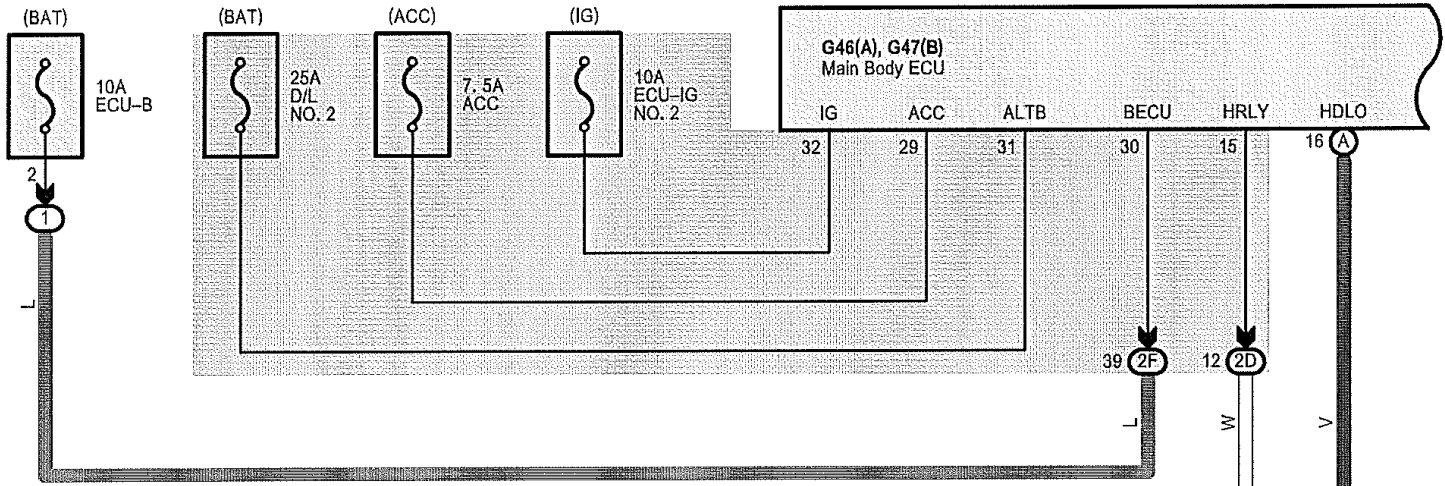 (BAT)
(BAT)
(ACC)
(IG)
10A
ECU–B
25A
D/L
NO. 2
7. 5A
ACC
10A
ECU–IG
NO. 2
G46(A), G47(B)
Main Body ECU
IG
ACC
ALTB
BECU
HRLY
HDLO
32
29
31
30
15
16
A
2
1
39
2F
12
2D
L
L
W
V